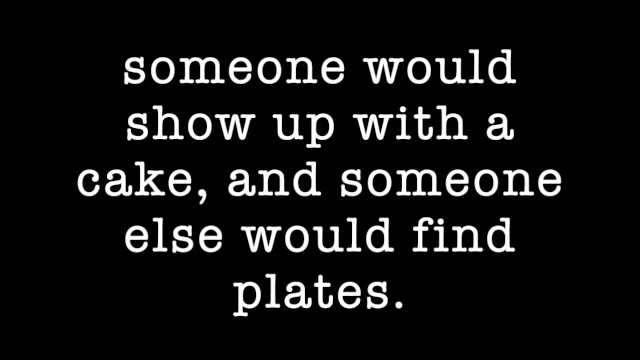 someone would
show up with a
cake, and someone
else would find
plates.